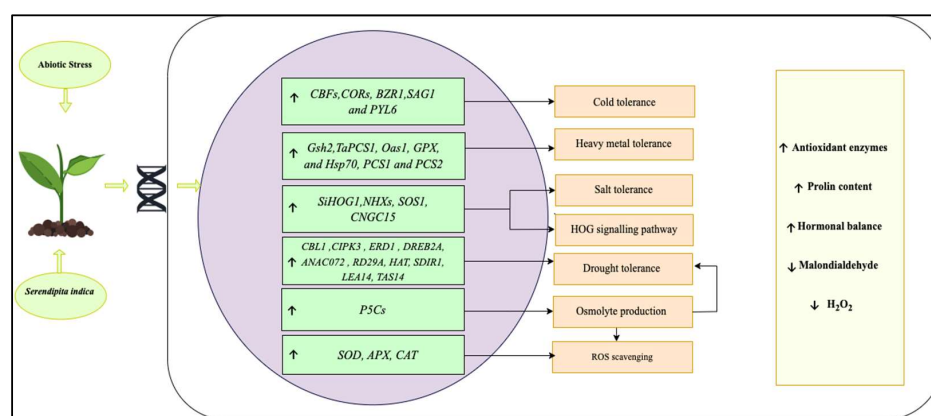 Abiotic Stress
Serendipita indica
↑ CBFs,CORs, BZR1,SAG1
and PYL6
Cold tolerance
↑ Gsh2,TaPCS1, Oas1, GPX,
and Hsp70, PCS1 and PCS2
Heavy metal tolerance
↑ SiHOG1,NHXs, SOS1,
CNGC15
Salt tolerance
HOG signalling pathway
CBL1 ,CIPK3 , ERD1 , DREB2A,
↑ ANAC072 , RD29A, HAT, SDIR1,
LEA14, TAS14
Drought tolerance
↑ P5Cs
Osmolyte production
↑ SOD, APX, CAT
ROS scavenging
↑ Antioxidant enzymes
↑ Prolin content
↑ Hormonal balance
↓ Malondialdehyde
↓ H₂O₂